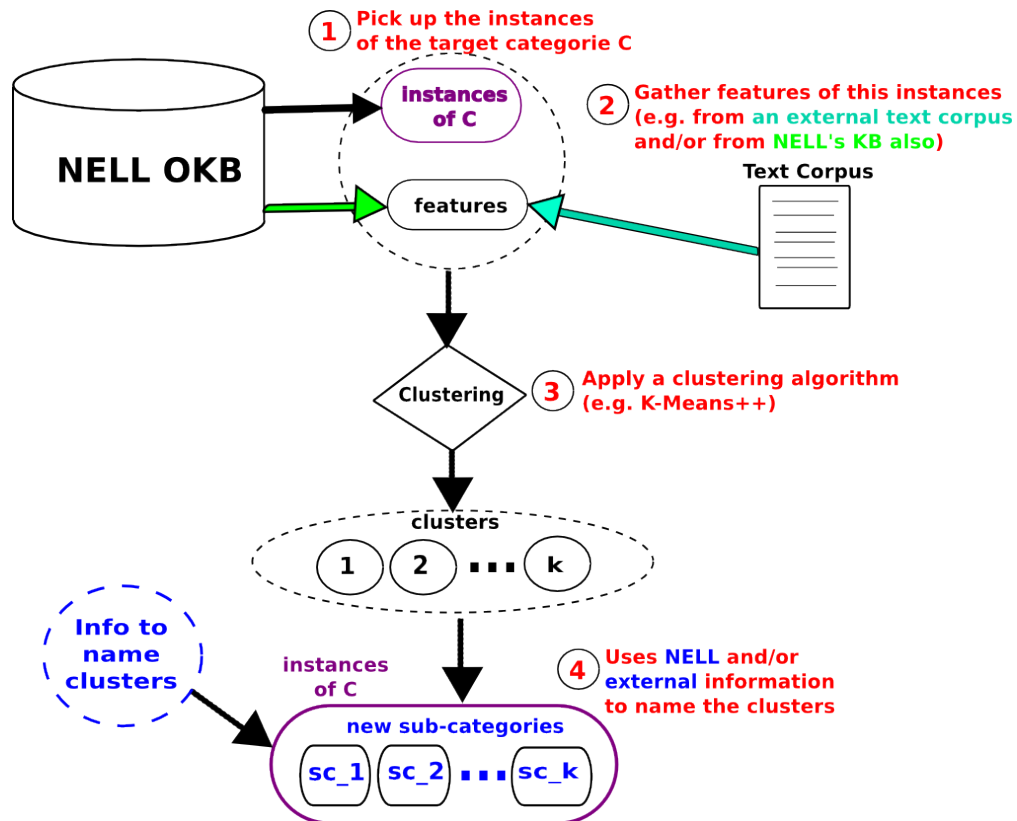 1
Pick up the instances
of the target categorie C
instances
of C
NELL OKB
features
2
Gather features of this instances
(e.g. from an external text corpus
and/or from NELL's KB also)
Text Corpus
Clustering
3
Apply a clustering algorithm
(e.g. K-Means++)
clusters
1 2 ... k
Info to
name
clusters
instances
of C
4
Uses NELL and/or
external information
to name the clusters
new sub-categories
sc_1 sc_2 ... sc_k